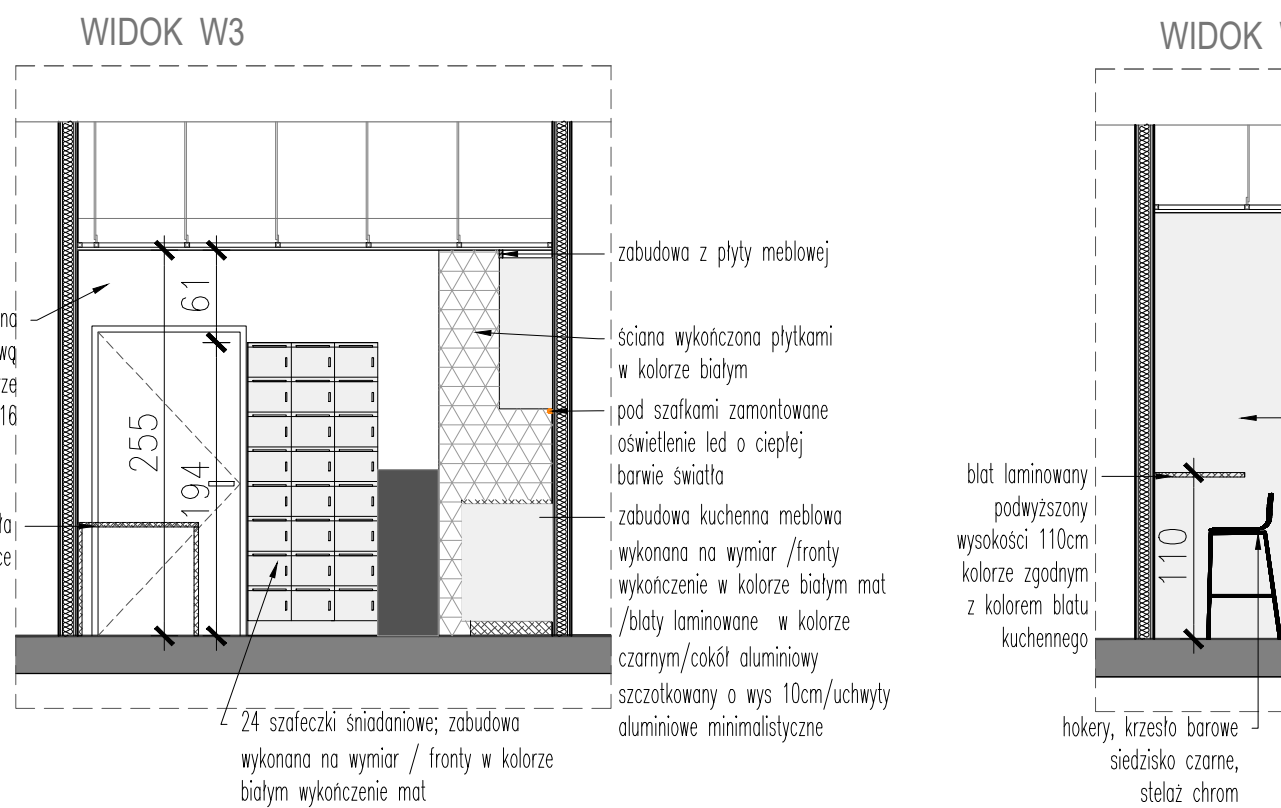 WIDOK W3
WIDOK
61
255
194
16
zabudowa z płyty meblowej
ściana wykończona płytkami
w kolorze białym
pod szafkami zamontowane
oświetlenie led o ciepłej
barwie światła
zabudowa kuchenna meblowa
wykonana na wymiar /fronty
wykończenie w kolorze białym mat
/blaty laminowane w kolorze
czarnym/cokół aluminiowy
szczotkowany o wys 10cm/uchwyty
aluminiowe minimalistyczne
24 szafeczki śniadaniowe; zabudowa
wykonana na wymiar / fronty w kolorze
białym wykończenie mat
blat laminowany
podwyższony
wysokości 110cm
kolorze zgodnym
z kolorem blatu
kuchennego
110
hokery, krzesło barowe
siedzisko czarne,
stelaż chrom